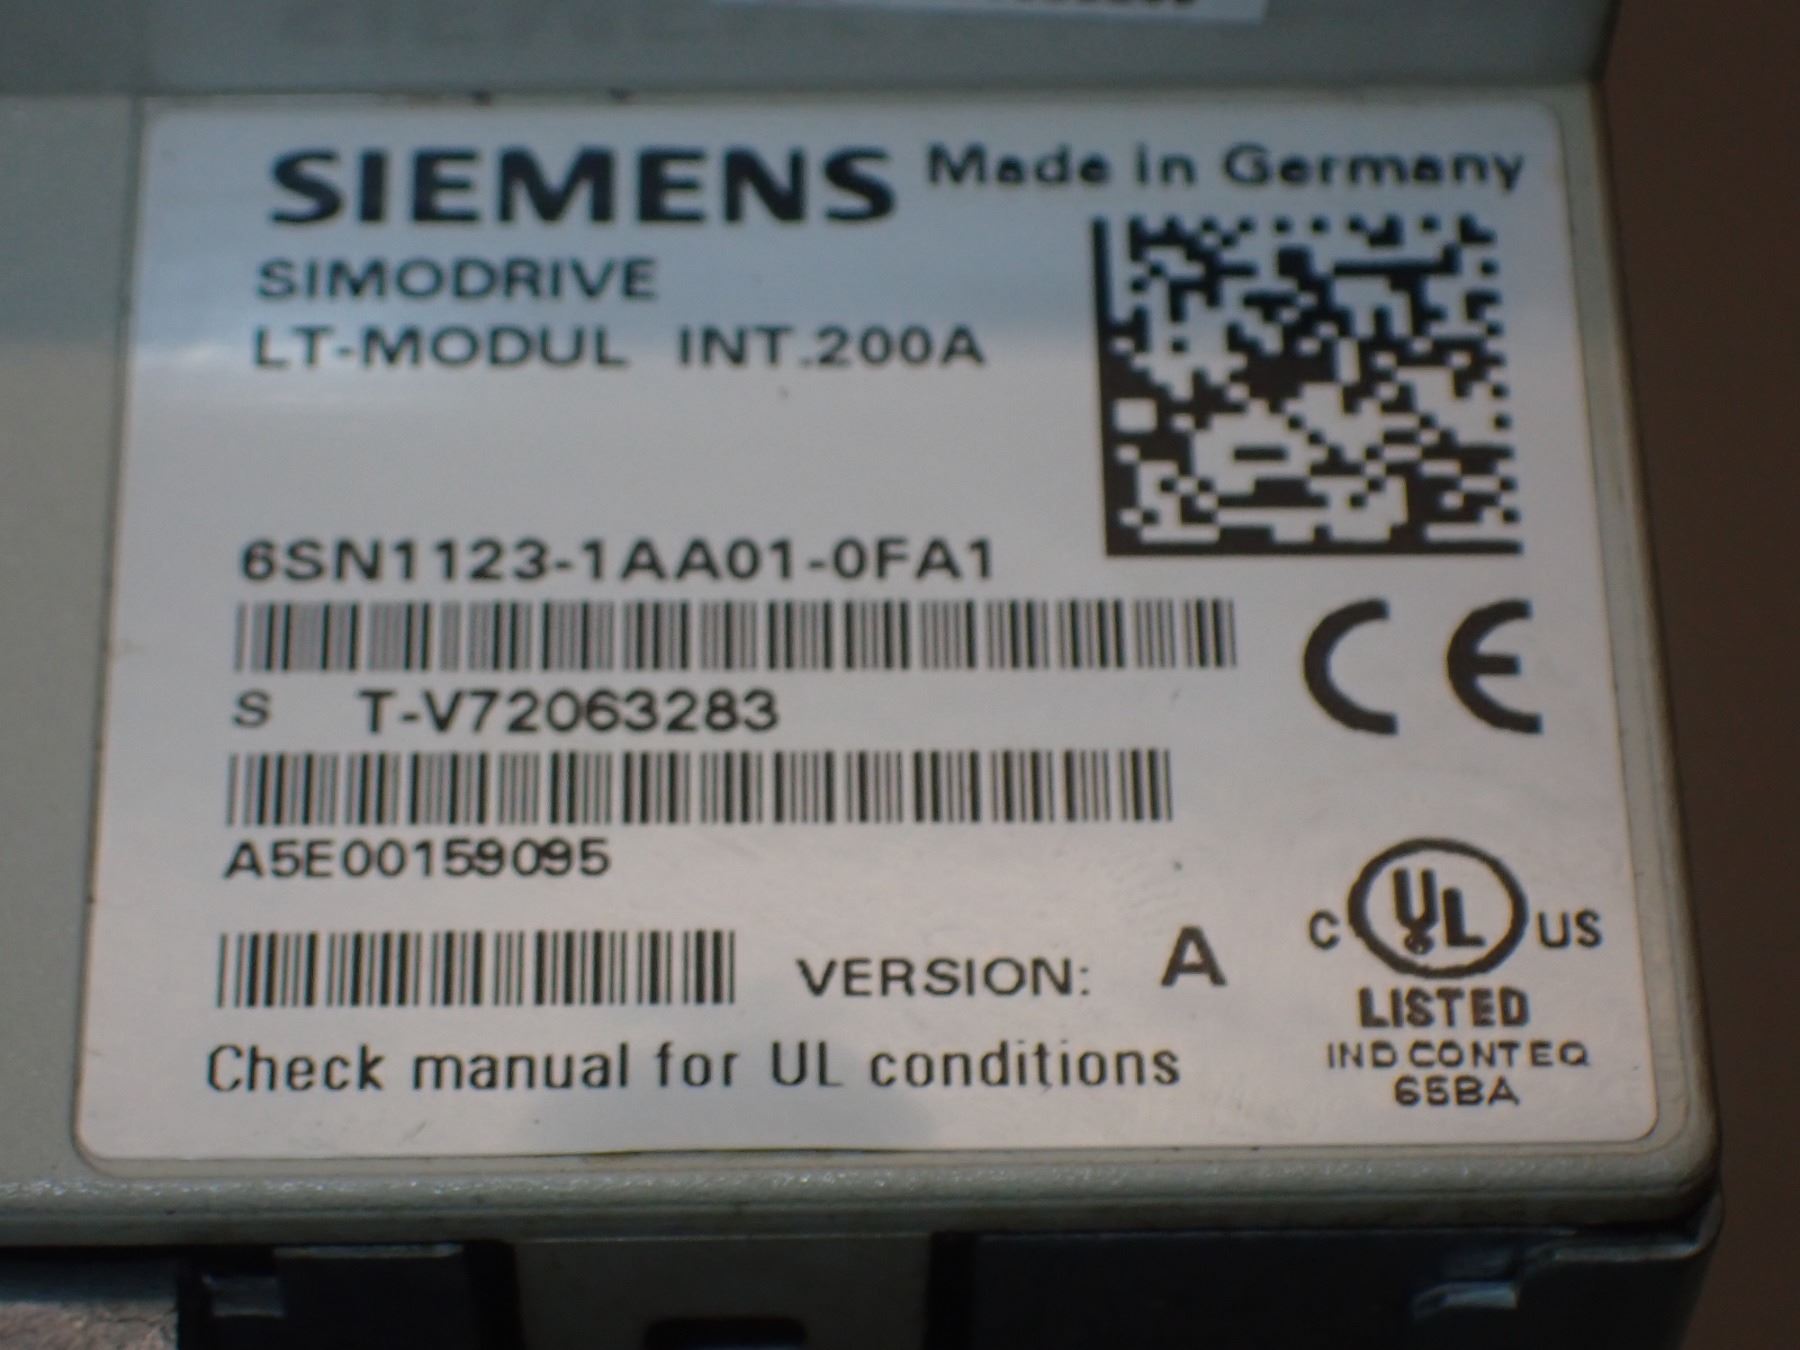 SIEMENS Made in Germany
SIMODRIVE
LT-MODUL INT.200A
6SN1123-1AA01-0FA1
S T-V72063283
A5E00159095
VERSION: A
Check manual for UL conditions
CE
C UL US
LISTED
IND CONT EQ
65BA